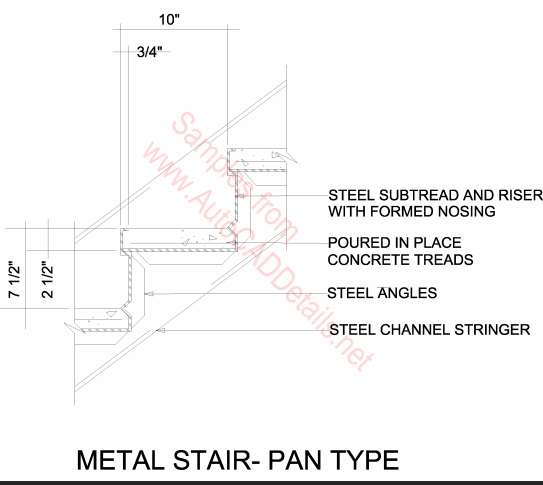 10"
3/4"
Samples from
www.AutoCADDetails.net
STEEL SUBTREAD AND RISER
WITH FORMED NOSING
POURED IN PLACE
CONCRETE TREADS
7 1/2"
2 1/2"
STEEL ANGLES
STEEL CHANNEL STRINGER
METAL STAIR- PAN TYPE